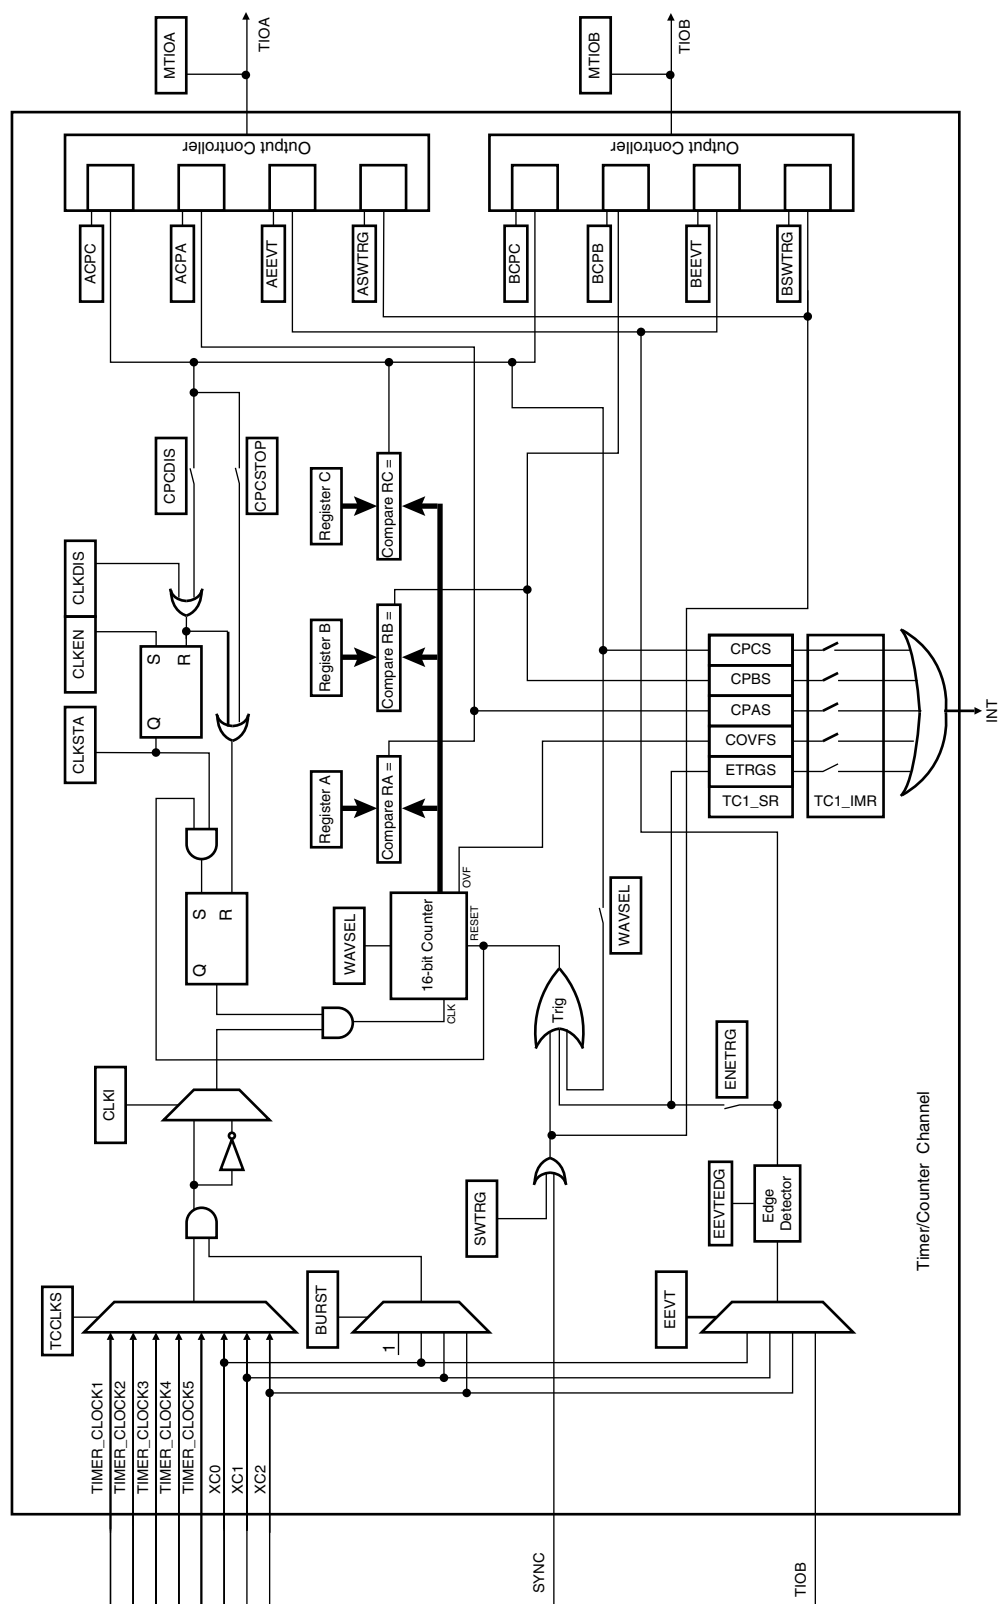 TCCLKS
TIMER_CLOCK1
TIMER_CLOCK2
TIMER_CLOCK3
TIMER_CLOCK4
TIMER_CLOCK5
XC0
XC1
XC2
CLKI
CLKSTA
CLKEN
CLKDIS
Q
S
R
Q
S
R
CPCDIS
CPCSTOP
ACPC
ACPA
AEEVT
ASWTRG
Output Controller
MTIOA
TIOA
BURST
1
Register A
Register B
Register C
WAVSEL
16-bit Counter
CLK
RESET
OVF
Compare RA =
Compare RB =
Compare RC =
SWTRG
SYNC
Trig
WAVSEL
BCPC
BCPB
BEEVT
BSWTRG
Output Controller
MTIOB
TIOB
EEVT
EEVTEDG
Edge
Detector
ENETRG
TIOB
TC1_SR
ETRGS
COVFS
CPAS
CPBS
CPCS
TC1_IMR
INT
Timer/Counter Channel